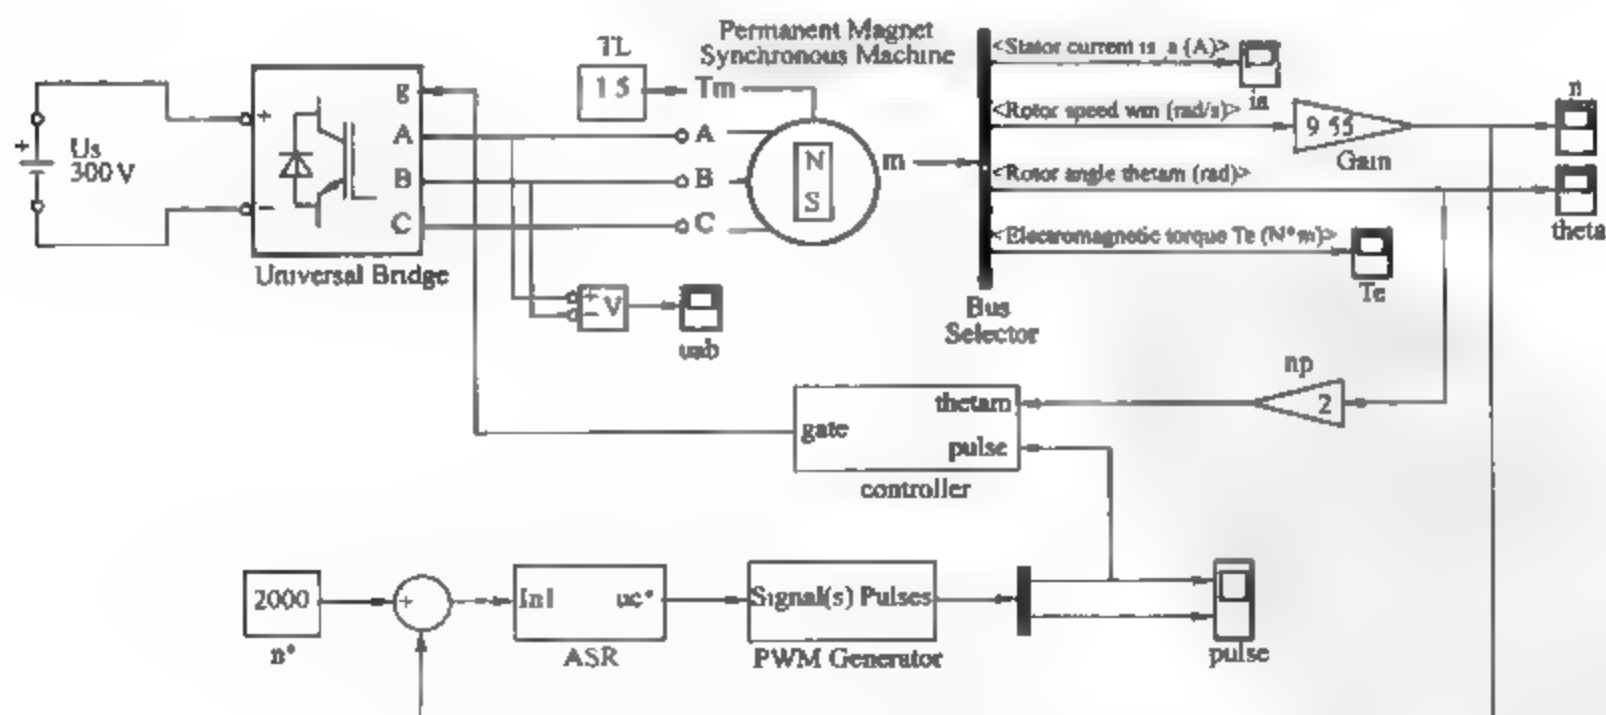 Permanent Magnet
Synchronous Machine
TL
15
Tm
<Stator current is_a (A)>
ia
<Rotor speed wm (rad/s)>
9 55
Gain
n
<Rotor angle thetam (rad)>
theta
<Electromagnetic torque Te (N*m)>
Te
Bus
Selector
+
Us
300 V
+
−
g
A
B
C
Universal Bridge
A
B
C
N
S
m
+
−
V
uab
np
2
thetam
gate
pulse
controller
2000
n*
+
In1
uc*
ASR
Signal(s) Pulses
PWM Generator
pulse